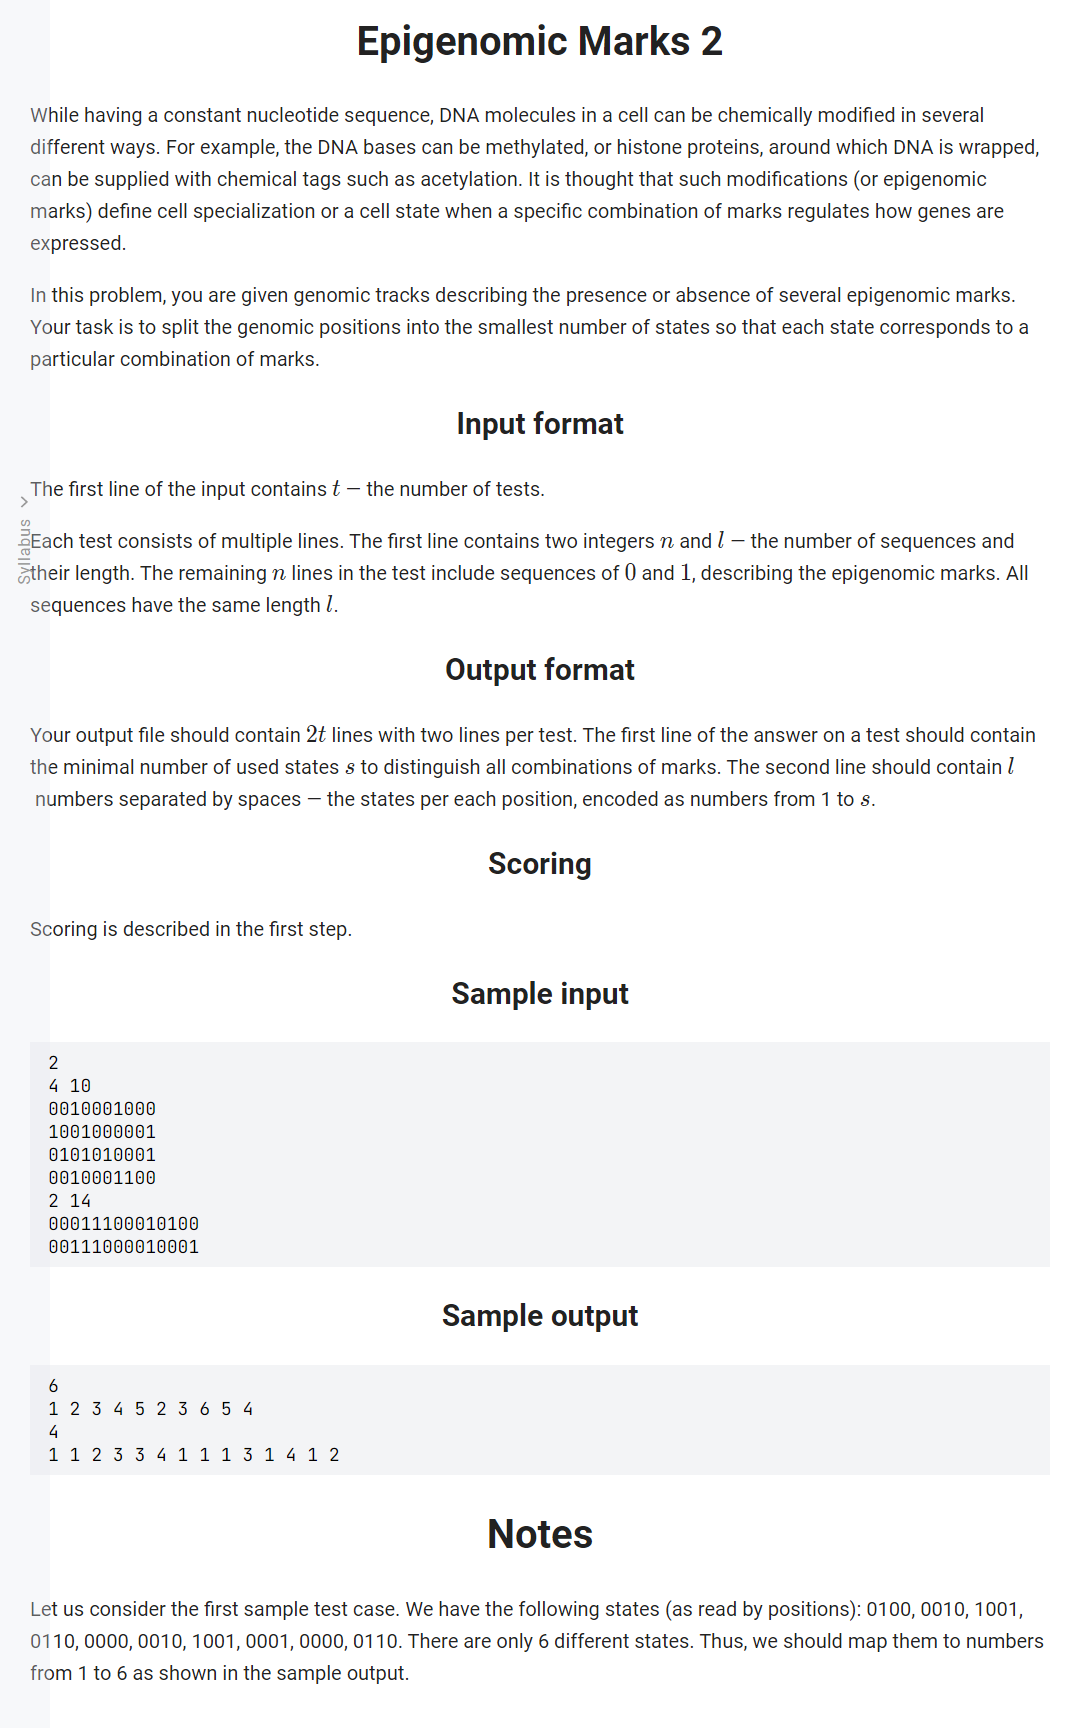 Epigenomic Marks 2
While having a constant nucleotide sequence, DNA molecules in a cell can be chemically modified in several
different ways. For example, the DNA bases can be methylated, or histone proteins, around which DNA is wrapped,
can be supplied with chemical tags such as acetylation. It is thought that such modifications (or epigenomic
marks) define cell specialization or a cell state when a specific combination of marks regulates how genes are
expressed.
In this problem, you are given genomic tracks describing the presence or absence of several epigenomic marks.
Your task is to split the genomic positions into the smallest number of states so that each state corresponds to a
particular combination of marks.
Input format
The first line of the input contains t – the number of tests.
Each test consists of multiple lines. The first line contains two integers n and l – the number of sequences and
their length. The remaining n lines in the test include sequences of 0 and 1, describing the epigenomic marks. All
sequences have the same length l.
Syllabus
Output format
Your output file should contain 2t lines with two lines per test. The first line of the answer on a test should contain
the minimal number of used states s to distinguish all combinations of marks. The second line should contain l
numbers separated by spaces – the states per each position, encoded as numbers from 1 to s.
Scoring
Scoring is described in the first step.
Sample input
2
4 10
0010001000
1001000001
0101010001
0010001100
2 14
00011100010100
00111000010001
Sample output
6
1 2 3 4 5 2 3 6 5 4
4
1 1 2 3 3 4 1 1 1 3 1 4 1 2
Notes
Let us consider the first sample test case. We have the following states (as read by positions): 0100, 0010, 1001,
0110, 0000, 0010, 1001, 0001, 0000, 0110. There are only 6 different states. Thus, we should map them to numbers
from 1 to 6 as shown in the sample output.